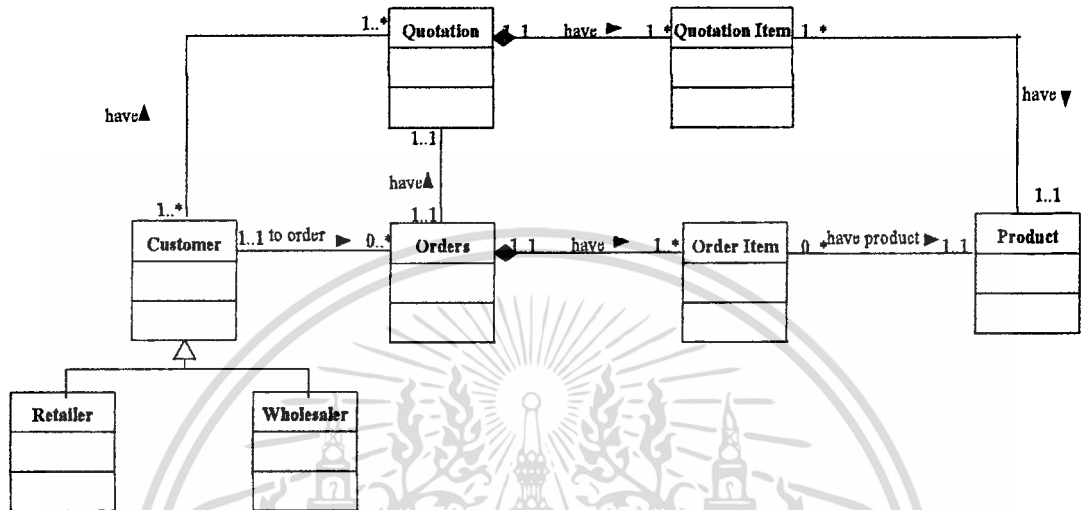 1..* Quotation 1..1 have 1..* Quotation Item 1..*
have
have
1..1
have
1..1
1..* 1..1
Customer 1..1 to order 0..* Orders 1..1 have 1..* Order Item 0..* have product 1..1 Product
Retailer Wholesaler